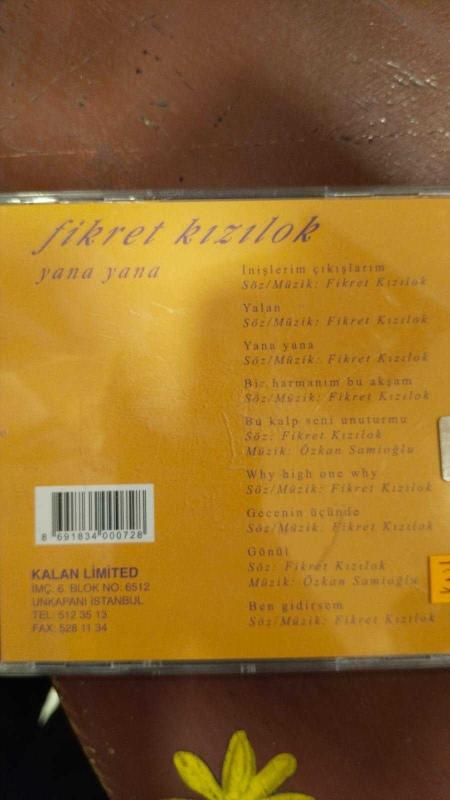 fikret kızılok
yana yana
İnişlerim çıkışlarım
Söz/Müzik: Fikret Kızılok
Yalan
Söz/Müzik: Fikret Kızılok
Yana yana
Söz/Müzik: Fikret Kızılok
Bir harmanım bu akşam
Söz/Müzik: Fikret Kızılok
Bu kalp seni unuturmu
Söz: Fikret Kızılok
Müzik: Özkan Samioğlu
Why high one why
Söz/Müzik: Fikret Kızılok
Gecenin üçünde
Söz/Müzik: Fikret Kızılok
Gönül
Söz: Fikret Kızılok
Müzik: Özkan Samioğlu
Ben gidirsem
Söz/Müzik: Fikret Kızılok
8 691834 000728
KALAN LİMİTED
İMÇ. 6. BLOK NO: 6512
UNKAPANI İSTANBUL
TEL: 512 35 13
FAX: 528 11 34